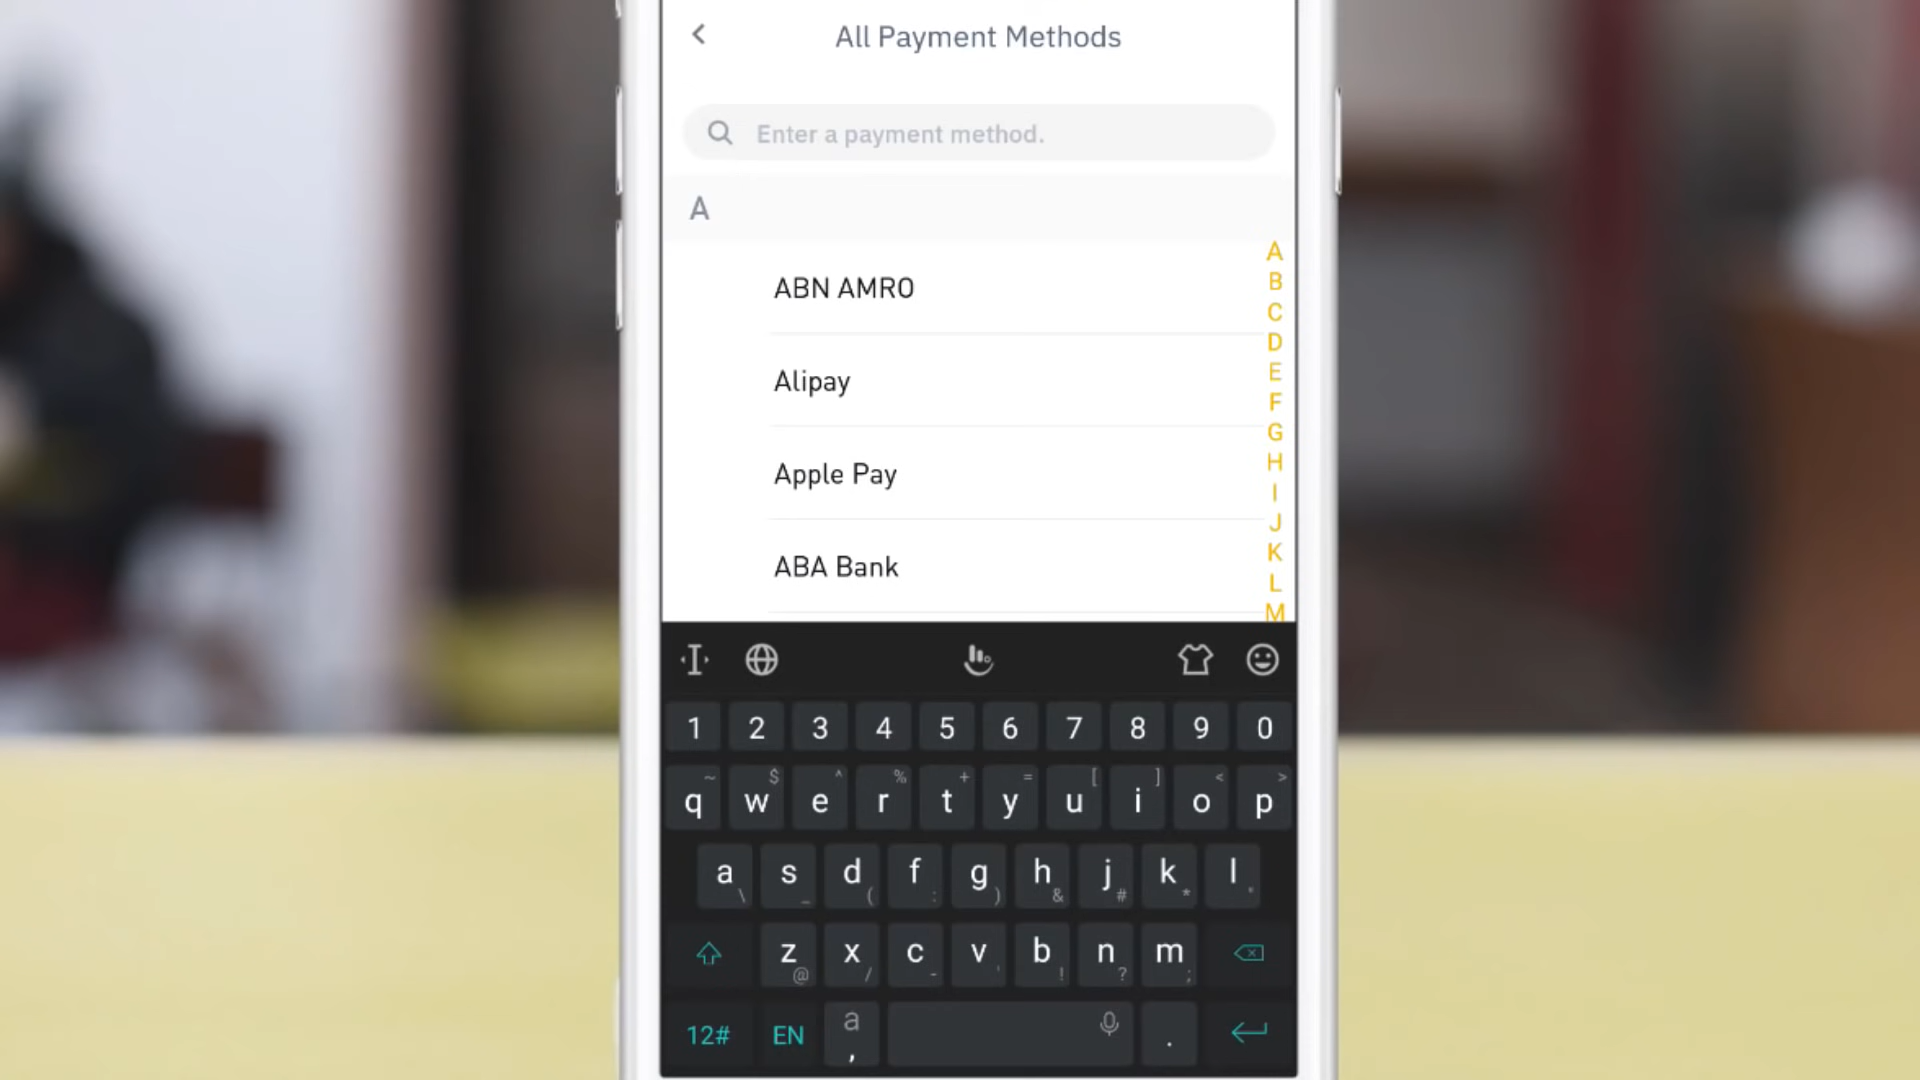 All Payment Methods
Enter a payment method.
A
ABN AMRO
Alipay
Apple Pay
ABA Bank
A
B
C
D
E
F
G
H
I
J
K
L
M
1 2 3 4 5 6 7 8 9 0
~ $ ^ % + = [ ] < >
q w e r t y u i o p
a s d f g h j k l
\ _ ( : ) & # * "
z x c v b n m
@ / - ' ! ? ;
12# EN a , .